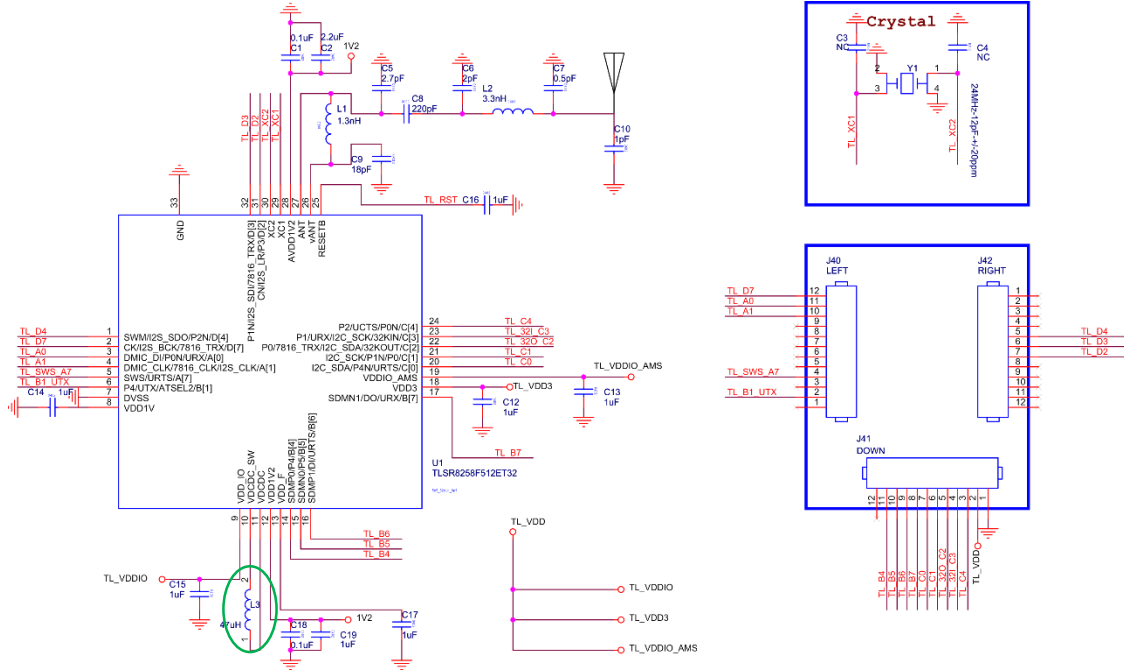 Crystal
C3
NC
C4
NC
2
1
3
4
Y1
24MHz-12pF-+/-20ppm
TL_XC1
TL_XC2
0.1uF
2.2uF
C1
C2
1V2
C5
2.7pF
C6
2pF
C7
0.5pF
C8
220pF
L2
3.3nH
L1
1.3nH
C9
18pF
C10
1pF
TL_D3
TL_D2
TL_XC2
TL_XC1
TL_RST
C16
1uF
33
32
31
30
29
28
27
26
25
GND
P1N/I2S_SDI/7816_TRX/D[3]
CN/I2S_LR/P3/D[2]
XC2
XC1
AVDD1V2
ANT
vANT
RESETB
TL_D4
TL_D7
TL_A0
TL_A1
TL_SWS_A7
TL_B1_UTX
C14
1uF
1
2
3
4
5
6
7
8
SWM/I2S_SDO/P2N/D[4]
CK/I2S_BCK/7816_TRX/D[7]
DMIC_DI/P0N/URX/A[0]
DMIC_CLK/7816_CLK/I2S_CLK/A[1]
SWS/URTS/A[7]
P4/UTX/ATSEL2/B[1]
DVSS
VDD1V
P2/UCTS/P0N/C[4]
P1/URX/I2C_SCK/32KIN/C[3]
P0/7816_TRX/I2C_SDA/32KOUT/C[2]
I2C_SCK/P1N/P0/C[1]
I2C_SDA/P4N/URTS/C[0]
VDDIO_AMS
VDD3
SDMN1/DO/URX/B[7]
24
23
22
21
20
19
18
17
TL_C4
TL_32I_C3
TL_32O_C2
TL_C1
TL_C0
TL_VDDIO_AMS
TL_VDD3
C12
1uF
C13
1uF
TL_B7
U1
TLSR8258F512ET32
VDD_IO
VDCDC_SW
VDCDC
VDD1V2
VDD_F
SDMP0/P4/B[4]
SDMN0/P5/B[5]
SDMP1/DI/URTS/B[6]
9
10
11
12
13
14
15
16
TL_B6
TL_B5
TL_B4
TL_VDDIO
C15
1uF
2
L3
47uH
1
1V2
C18
0.1uF
C19
1uF
C17
1uF
TL_VDD
TL_VDDIO
TL_VDD3
TL_VDDIO_AMS
J40
LEFT
TL_D7
TL_A0
TL_A1
TL_SWS_A7
TL_B1_UTX
12
11
10
9
8
7
6
5
4
3
2
1
J42
RIGHT
1
2
3
4
5
6
7
8
9
10
11
12
TL_D4
TL_D3
TL_D2
J41
DOWN
12
11
10
9
8
7
6
5
4
3
2
1
TL_B4
TL_B5
TL_B6
TL_B7
TL_C0
TL_C1
TL_32O_C2
TL_32I_C3
TL_C4
TL_VDD